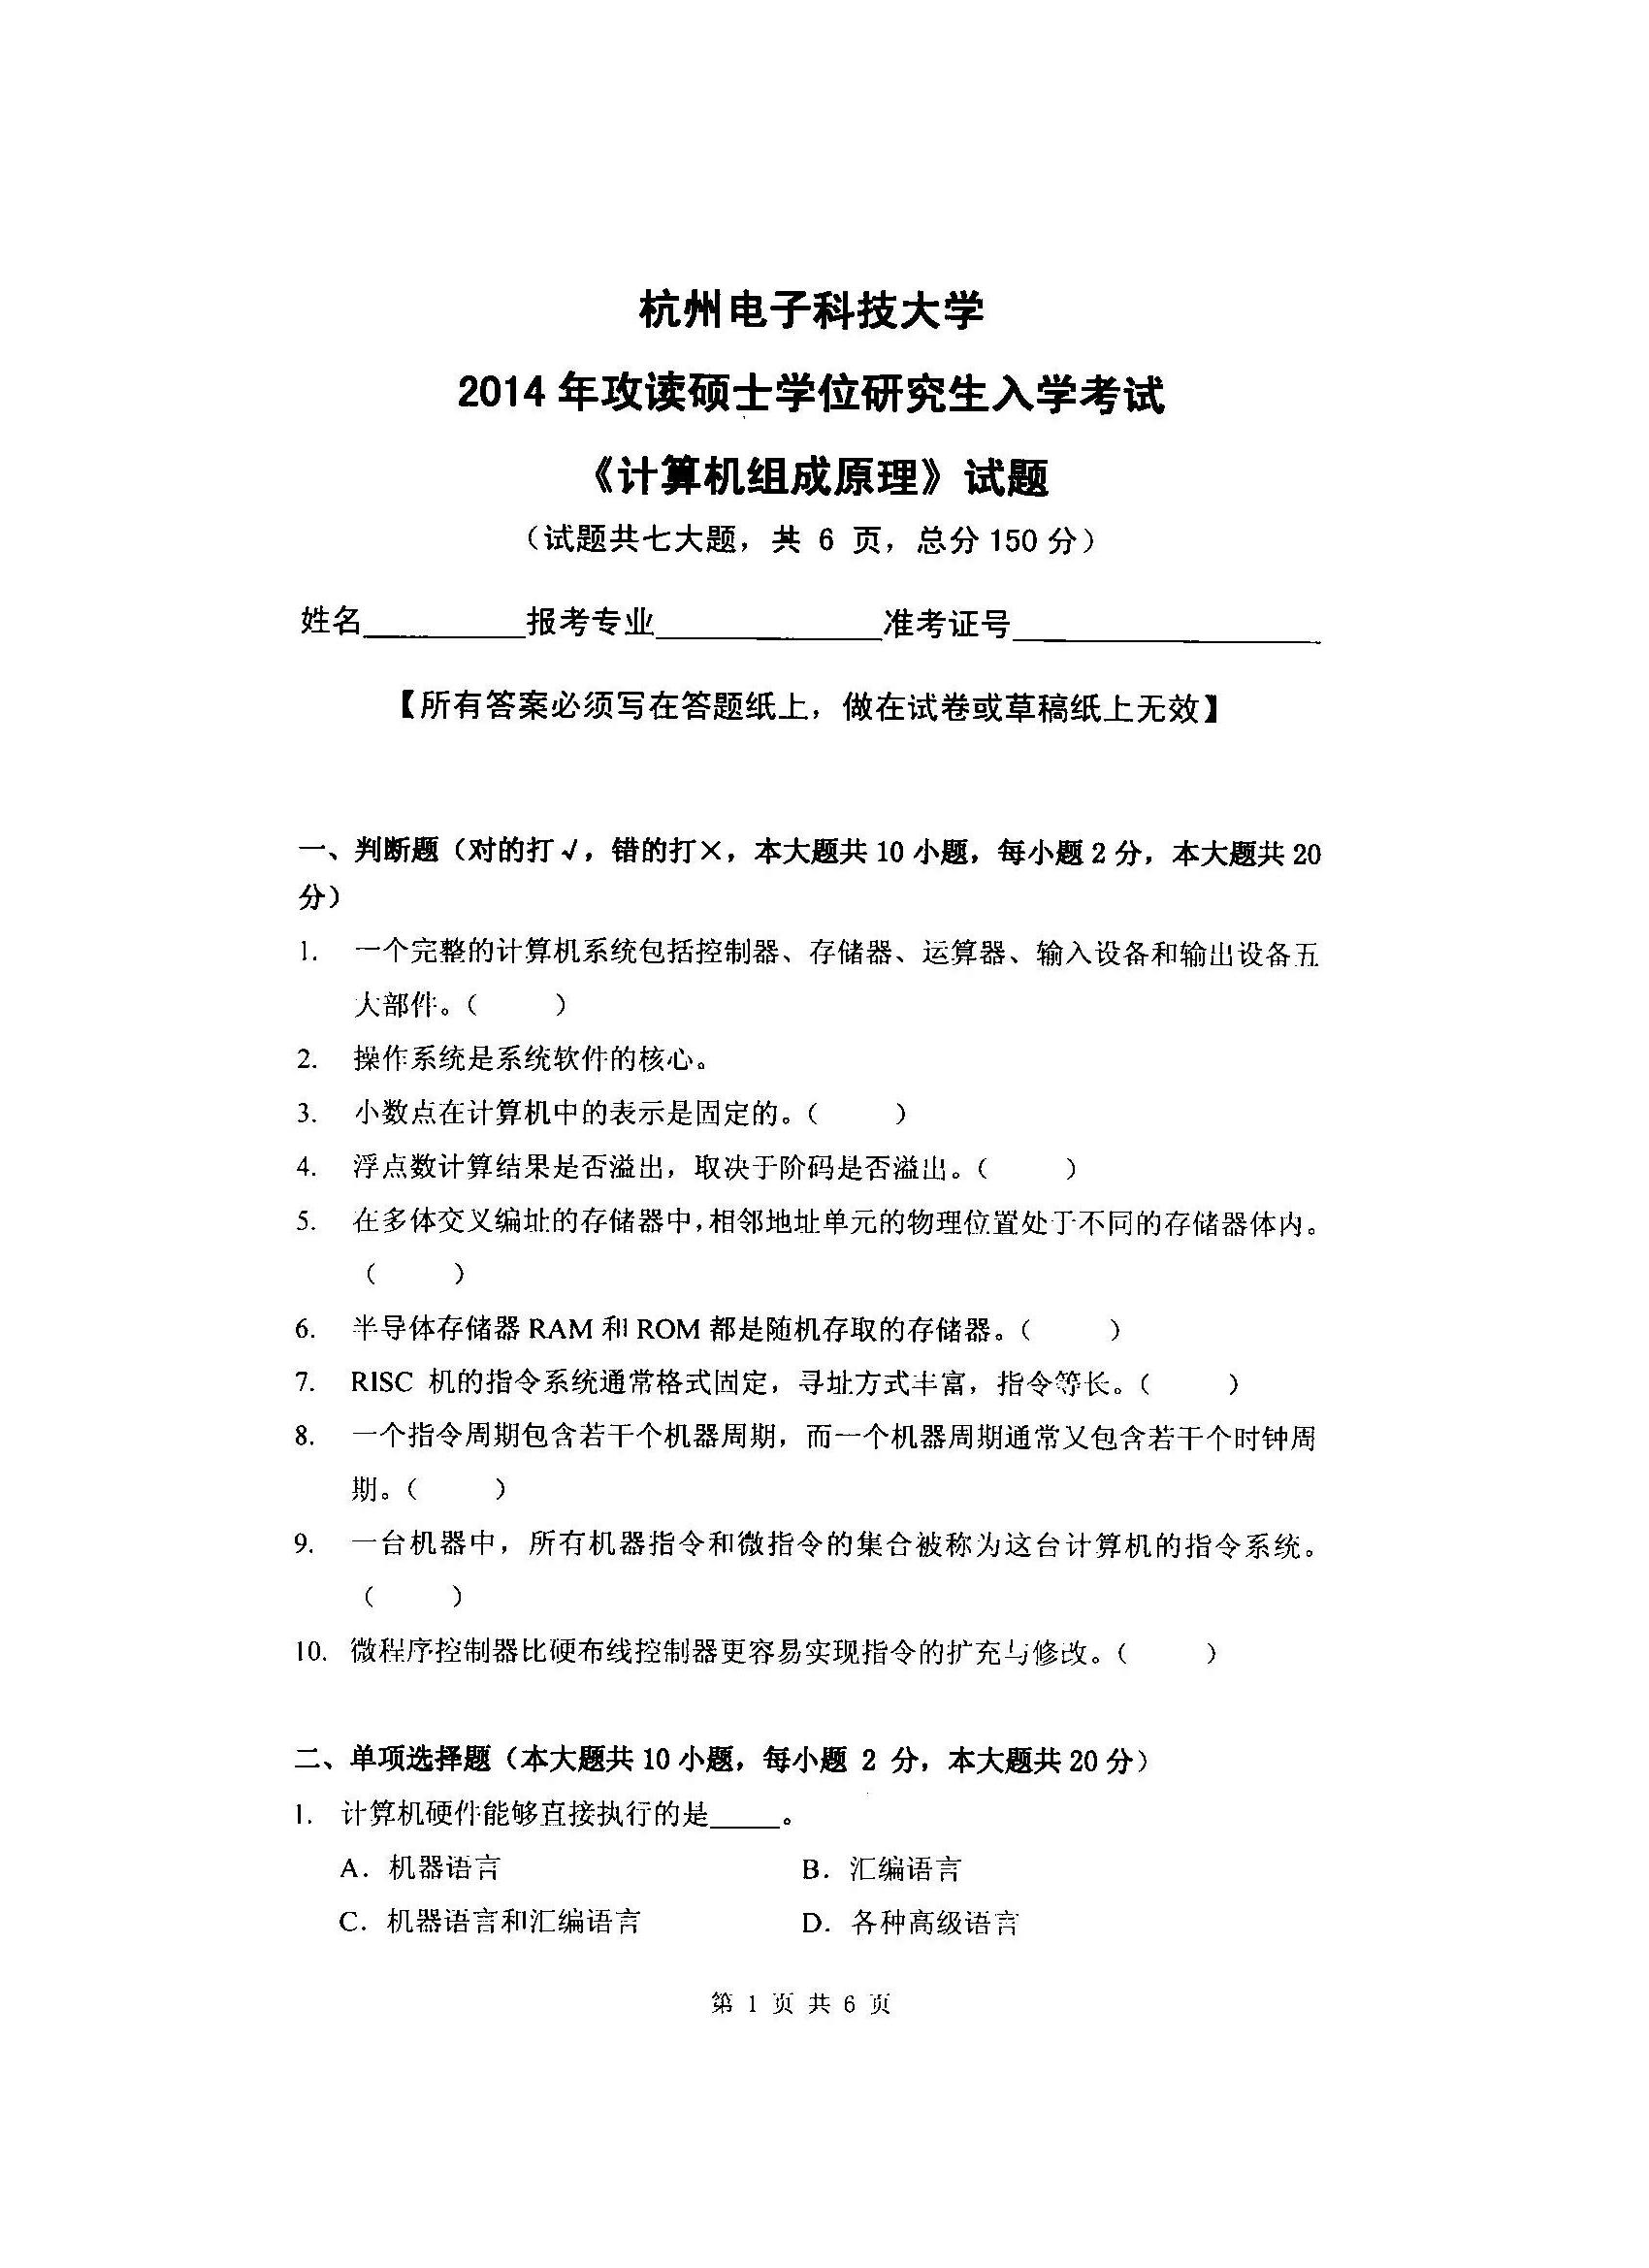 杭州电子科技大学
2014 年攻读硕士学位研究生入学考试
《计算机组成原理》试题
（试题共七大题，共 6 页，总分 150 分）
姓名__________报考专业______________准考证号___________________
【所有答案必须写在答题纸上，做在试卷或草稿纸上无效】
一、判断题（对的打√，错的打×，本大题共 10 小题，每小题 2 分，本大题共 20
分）
1. 一个完整的计算机系统包括控制器、存储器、运算器、输入设备和输出设备五
大部件。（ ）
2. 操作系统是系统软件的核心。
3. 小数点在计算机中的表示是固定的。（ ）
4. 浮点数计算结果是否溢出，取决于阶码是否溢出。（ ）
5. 在多体交叉编址的存储器中，相邻地址单元的物理位置处于不同的存储器体内。
（ ）
6. 半导体存储器 RAM 和 ROM 都是随机存取的存储器。（ ）
7. RISC 机的指令系统通常格式固定，寻址方式丰富，指令等长。（ ）
8. 一个指令周期包含若干个机器周期，而一个机器周期通常又包含若干个时钟周
期。（ ）
9. 一台机器中，所有机器指令和微指令的集合被称为这台计算机的指令系统。
（ ）
10. 微程序控制器比硬布线控制器更容易实现指令的扩充与修改。（ ）
二、单项选择题（本大题共 10 小题，每小题 2 分，本大题共 20 分）
1. 计算机硬件能够直接执行的是_____。
A. 机器语言 B. 汇编语言
C. 机器语言和汇编语言 D. 各种高级语言
第 1 页 共 6 页